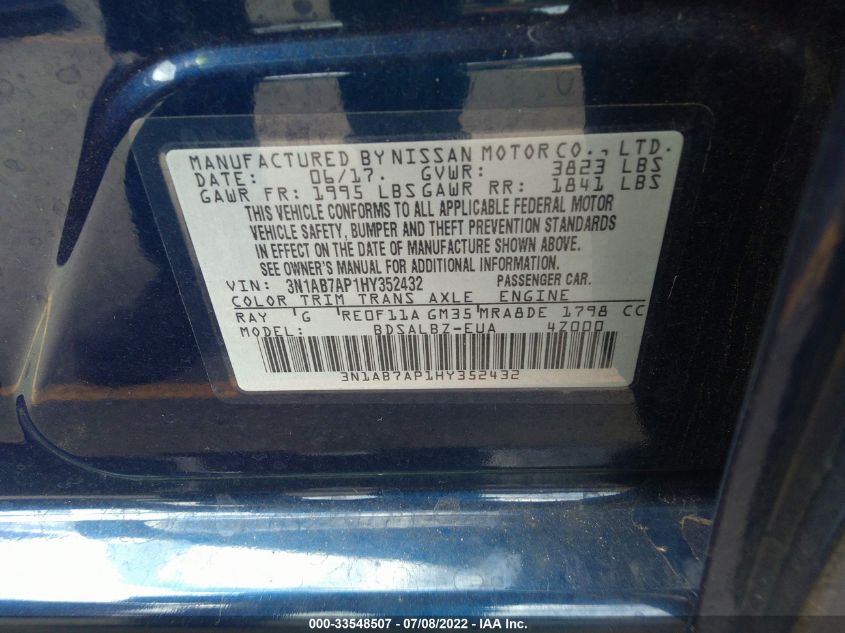 MANUFACTURED BY NISSAN MOTOR CO., LTD.
DATE: 06/17. GVWR: 3823 LBS
GAWR FR: 1995 LBS GAWR RR: 1841 LBS
THIS VEHICLE CONFORMS TO ALL APPLICABLE FEDERAL MOTOR
VEHICLE SAFETY, BUMPER AND THEFT PREVENTION STANDARDS
IN EFFECT ON THE DATE OF MANUFACTURE SHOWN ABOVE.
SEE OWNER'S MANUAL FOR ADDITIONAL INFORMATION.
VIN: 3N1AB7AP1HY352432 PASSENGER CAR.
COLOR TRIM TRANS AXLE ENGINE
RAY G RE0F11A GM35 MRA8DE 1798 CC
MODEL: BDSALBZ-EUA 4Z000
3N1AB7AP1HY352432
000-33548507 - 07/08/2022 - IAA Inc.